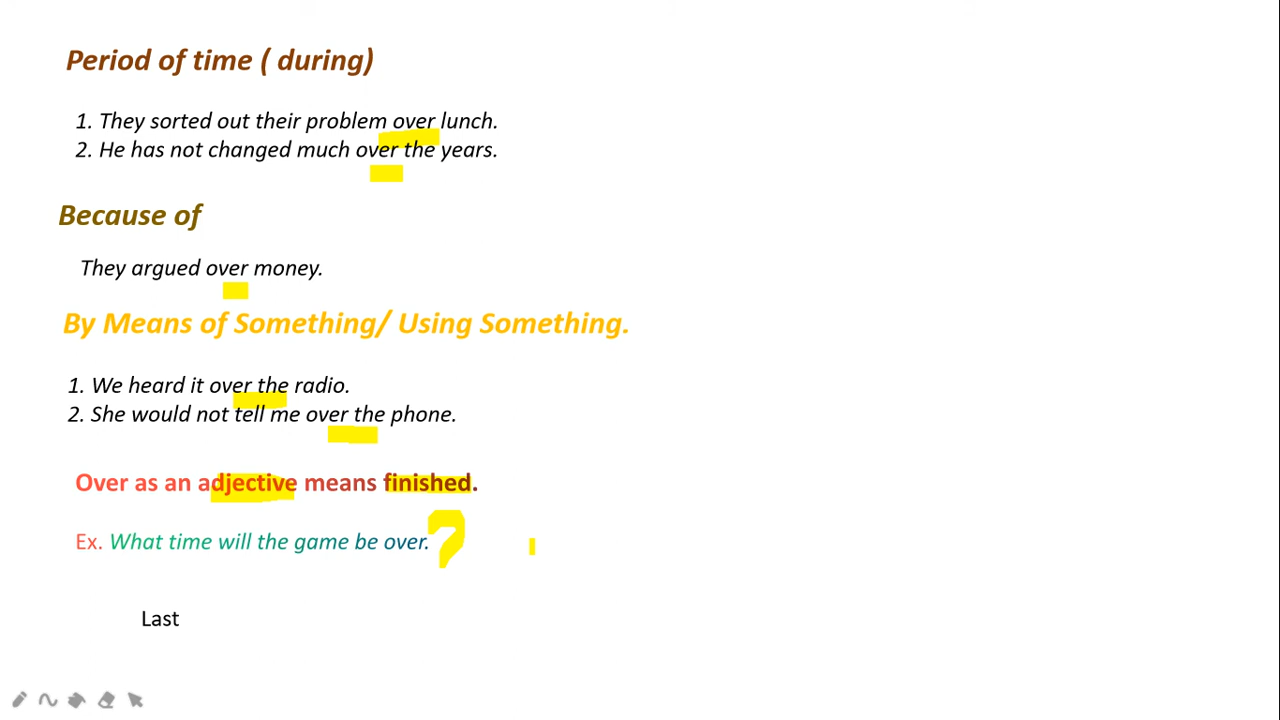 Period of time ( during)
1. They sorted out their problem over lunch.
2. He has not changed much over the years.
Because of
They argued over money.
By Means of Something/ Using Something.
1. We heard it over the radio.
2. She would not tell me over the phone.
Over as an adjective means finished.
Ex. What time will the game be over. ?
Last